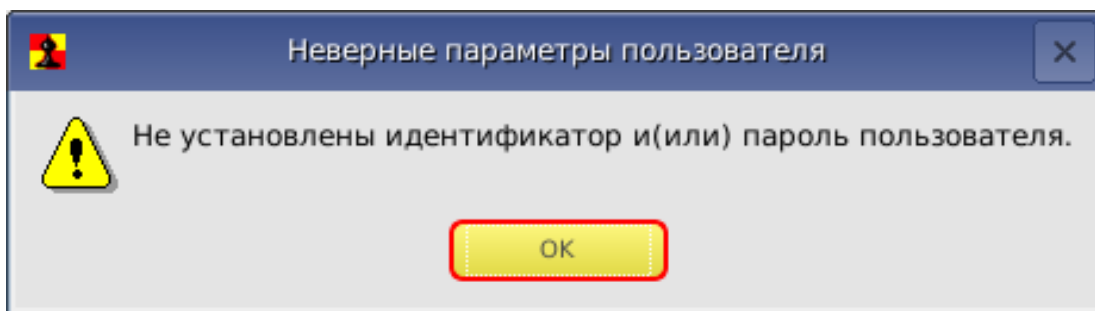 Неверные параметры пользователя
Не установлены идентификатор и(или) пароль пользователя.
OK